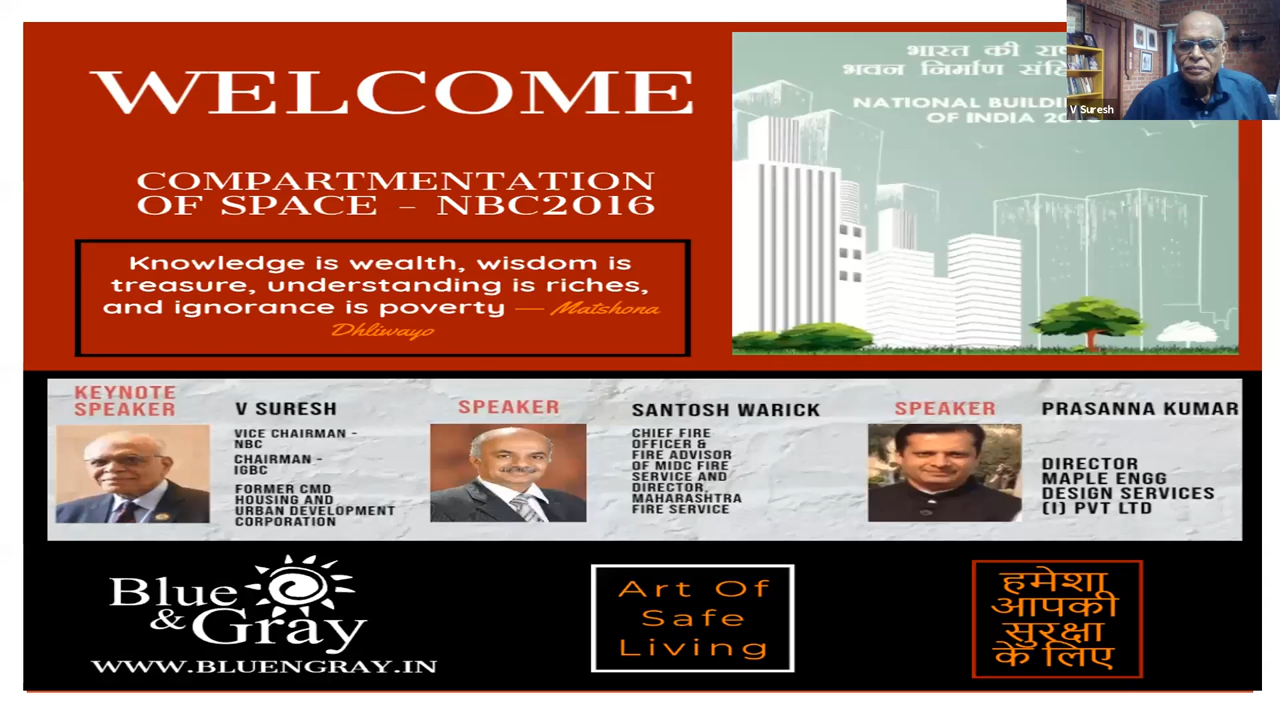 WELCOME
COMPARTMENTATION
OF SPACE - NBC2016
Knowledge is wealth, wisdom is
treasure, understanding is riches,
and ignorance is poverty — Matshona
Dhliwayo
भारत की
भवन निर्माण
NATIONAL
OF INDIA
V Suresh
KEYNOTE
SPEAKER
V SURESH
VICE CHAIRMAN -
NBC
CHAIRMAN -
IGBC
FORMER CMD
HOUSING AND
URBAN DEVELOPMENT
CORPORATION
SPEAKER
SANTOSH WARICK
CHIEF FIRE
OFFICER &
FIRE ADVISOR
OF MIDC FIRE
SERVICE AND
DIRECTOR,
MAHARASHTRA
FIRE SERVICE
SPEAKER
PRASANNA KUMAR
DIRECTOR
MAPLE ENGG
DESIGN SERVICES
(I) PVT LTD
Blue
& Gray
WWW.BLUENGRAY.IN
Art Of
Safe
Living
हमेशा
आपकी
सुरक्षा
के लिए